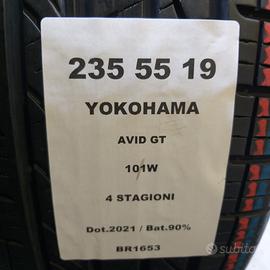 235 55 19
YOKOHAMA
AVID GT
101W
4 STAGIONI
Dot.2021 / Bat.90%
BR1653
subito